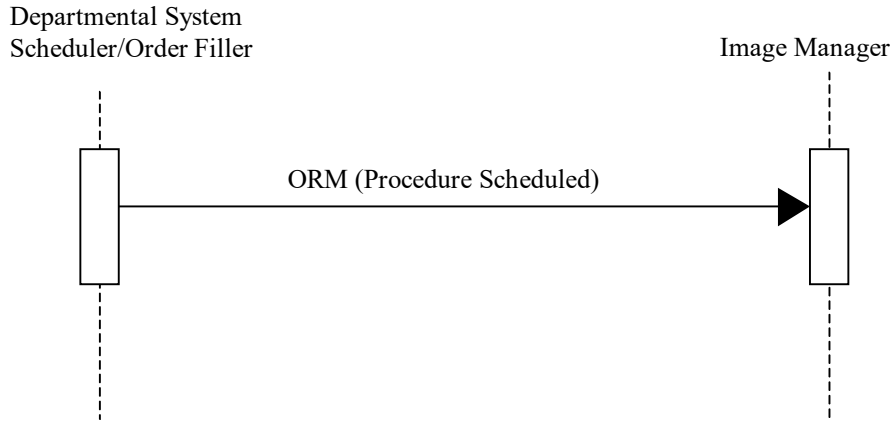 Departmental System
Scheduler/Order Filler
Image Manager
ORM (Procedure Scheduled)